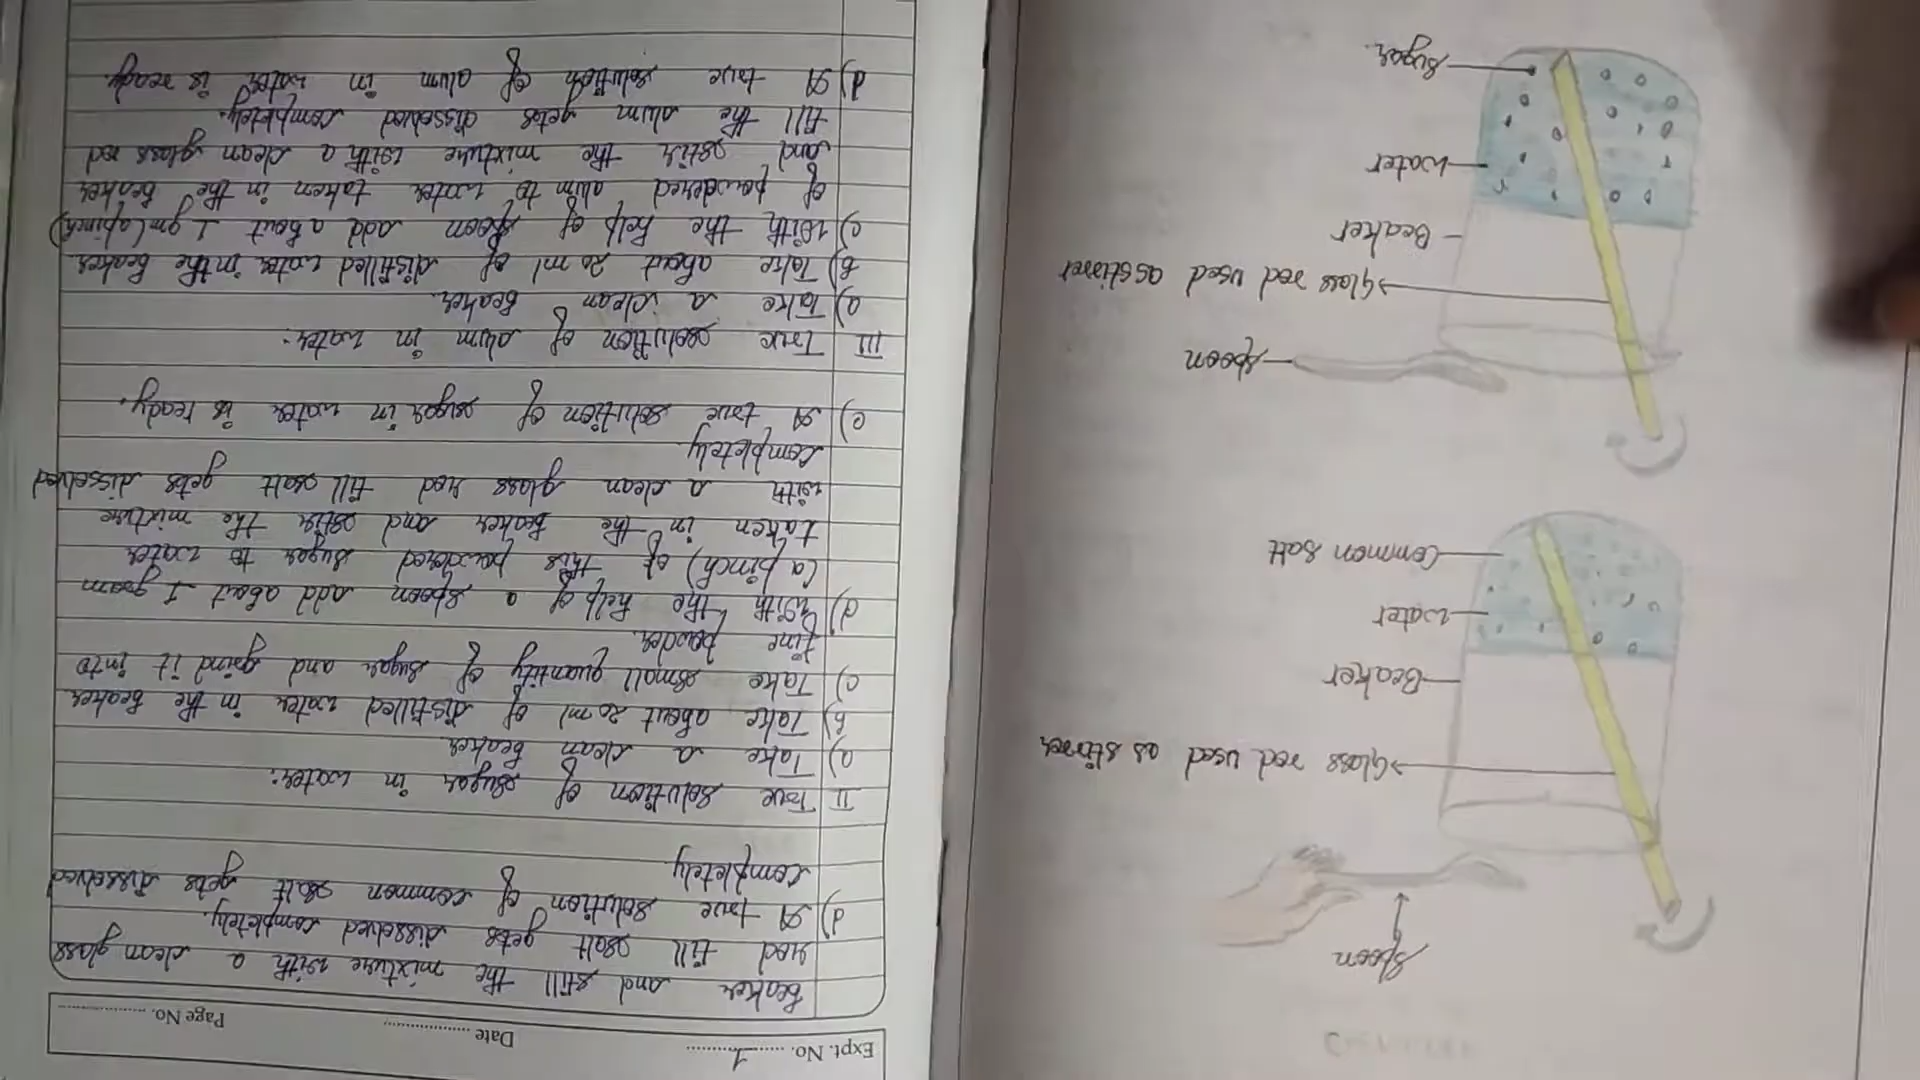 Expt. No. 1
Date
Page No.
Beaker and still the mixture with a clean glass
rod till salt gets dissolved completely.
d) A true solution of common salt gets dissolved
completely
II True solution of sugar in water:
a) Take a clean beaker
b) Take about 20 ml of distilled water in the beaker
c) Take small quantity of sugar and grind it into
fine powder.
d) With the help of a spoon add about 1 gram
(a pinch) of this powdered sugar to water
taken in the beaker and stir the mixture
with a clean glass rod till salt gets dissolved
completely
e) A true solution of sugar in water is ready.
III True solution of alum in water.
a) Take a clean beaker.
b) Take about 20 ml of distilled water in the beaker
c) With the help of spoon add about 1 gm (a pinch)
of powdered alum to water taken in the beaker
and stir the mixture with a clean glass rod
till the alum gets dissolved completely.
d) A true solution of alum in water is ready.
spoon
Glass rod used as stirrer
Beaker
water
common salt
spoon
Glass rod used as stirrer
Beaker
water
sugar